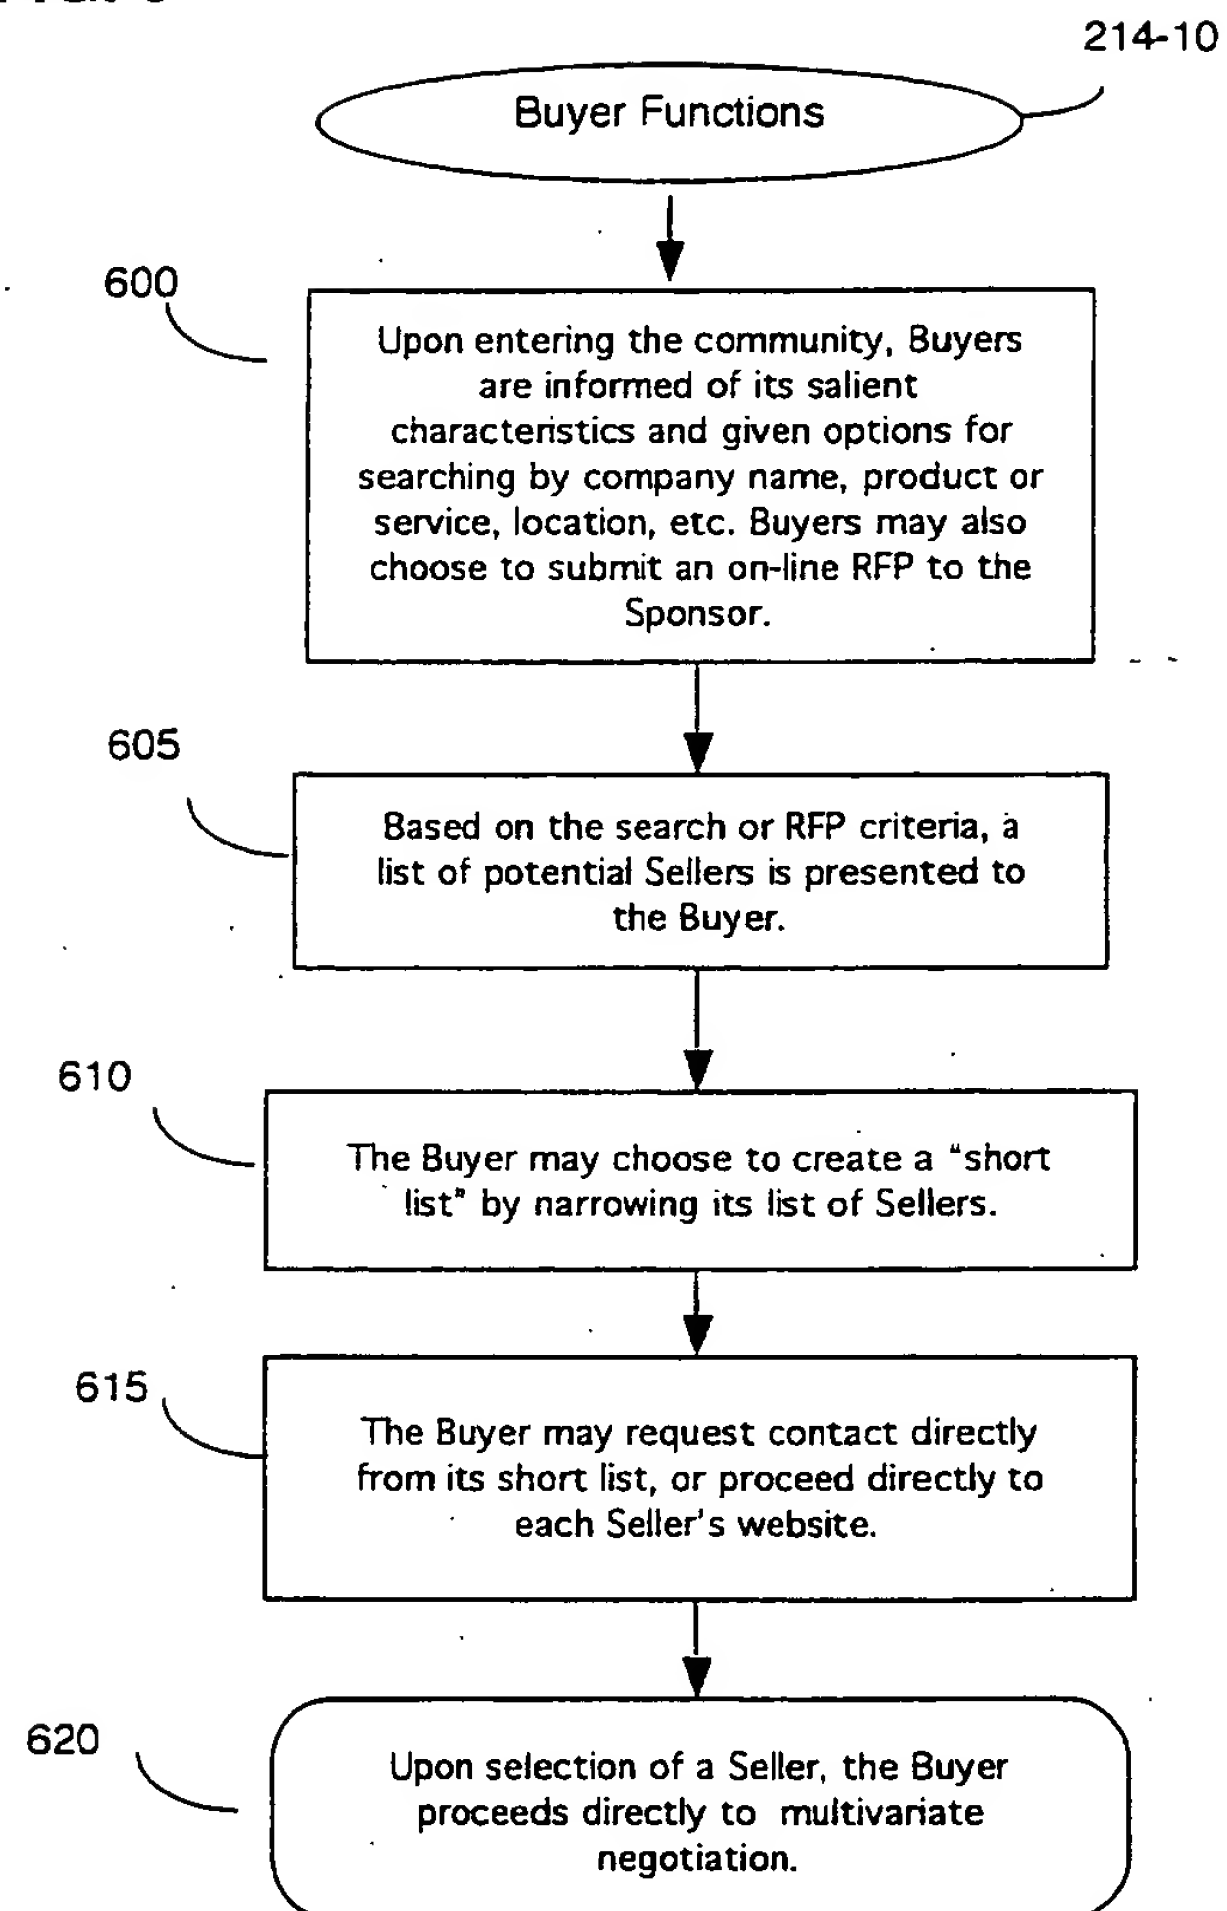 214-10
Buyer Functions
600
Upon entering the community, Buyers
are informed of its salient
characteristics and given options for
searching by company name, product or
service, location, etc. Buyers may also
choose to submit an on-line RFP to the
Sponsor.
605
Based on the search or RFP criteria, a
list of potential Sellers is presented to
the Buyer.
610
The Buyer may choose to create a "short
list" by narrowing its list of Sellers.
615
The Buyer may request contact directly
from its short list, or proceed directly to
each Seller's website.
620
Upon selection of a Seller, the Buyer
proceeds directly to multivariate
negotiation.